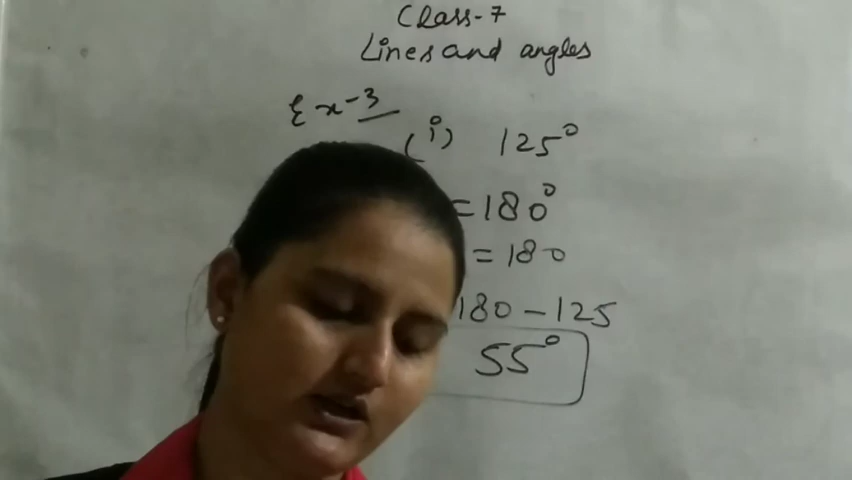 Class-7
Lines and angles
Ex-3
(i) 125°
=180°
= 180
180 - 125
55°